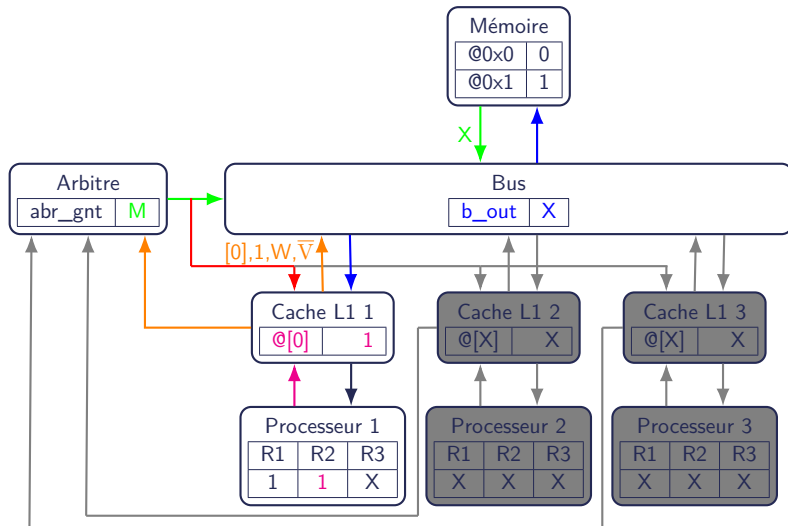 Mémoire
@0x0 0
@0x1 1
X
Arbitre
abr_gnt M
Bus
b_out X
[0],1,W,V̅
Cache L1 1
@[0] 1
Cache L1 2
@[X] X
Cache L1 3
@[X] X
Processeur 1
R1 R2 R3
1 1 X
Processeur 2
R1 R2 R3
X X X
Processeur 3
R1 R2 R3
X X X